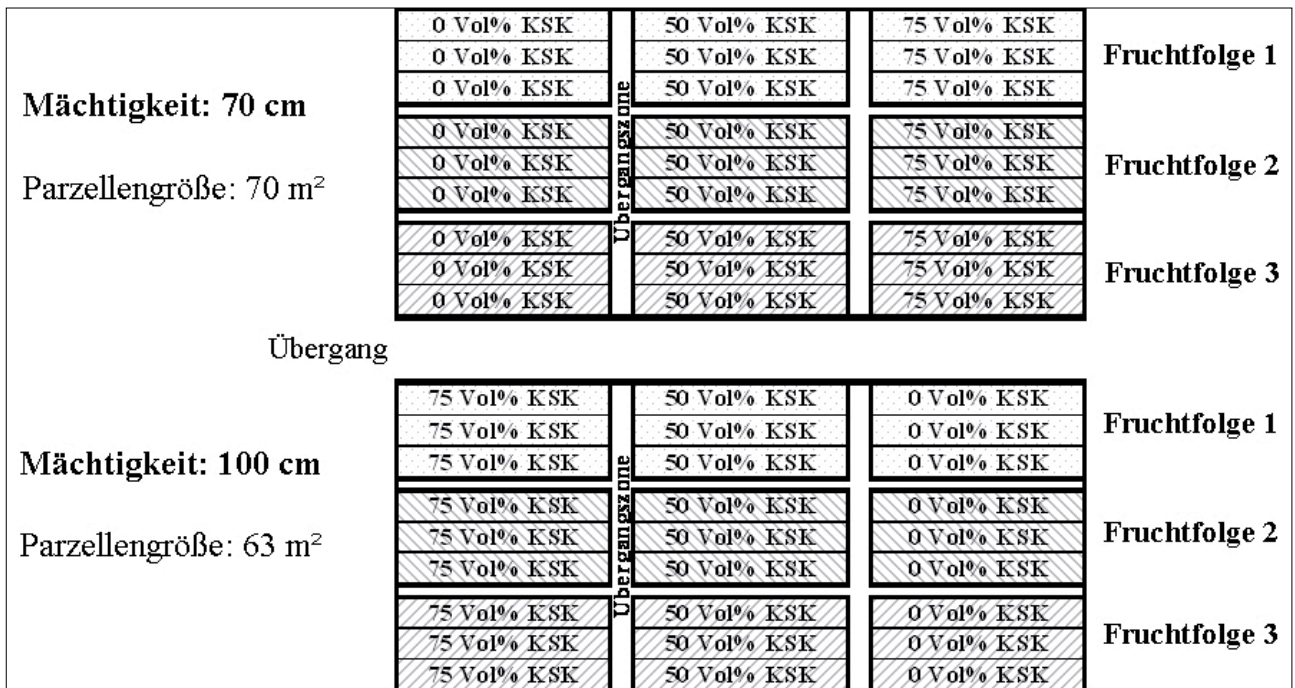 0 Vol% KSK 50 Vol% KSK 75 Vol% KSK
0 Vol% KSK 50 Vol% KSK 75 Vol% KSK
0 Vol% KSK 50 Vol% KSK 75 Vol% KSK
Fruchtfolge 1
Mächtigkeit: 70 cm
0 Vol% KSK 50 Vol% KSK 75 Vol% KSK
0 Vol% KSK 50 Vol% KSK 75 Vol% KSK
0 Vol% KSK 50 Vol% KSK 75 Vol% KSK
Fruchtfolge 2
Parzellengröße: 70 m²
Übergangszone
0 Vol% KSK 50 Vol% KSK 75 Vol% KSK
0 Vol% KSK 50 Vol% KSK 75 Vol% KSK
0 Vol% KSK 50 Vol% KSK 75 Vol% KSK
Fruchtfolge 3
Übergang
75 Vol% KSK 50 Vol% KSK 0 Vol% KSK
75 Vol% KSK 50 Vol% KSK 0 Vol% KSK
75 Vol% KSK 50 Vol% KSK 0 Vol% KSK
Fruchtfolge 1
Mächtigkeit: 100 cm
75 Vol% KSK 50 Vol% KSK 0 Vol% KSK
75 Vol% KSK 50 Vol% KSK 0 Vol% KSK
75 Vol% KSK 50 Vol% KSK 0 Vol% KSK
Fruchtfolge 2
Parzellengröße: 63 m²
Übergangszone
75 Vol% KSK 50 Vol% KSK 0 Vol% KSK
75 Vol% KSK 50 Vol% KSK 0 Vol% KSK
75 Vol% KSK 50 Vol% KSK 0 Vol% KSK
Fruchtfolge 3